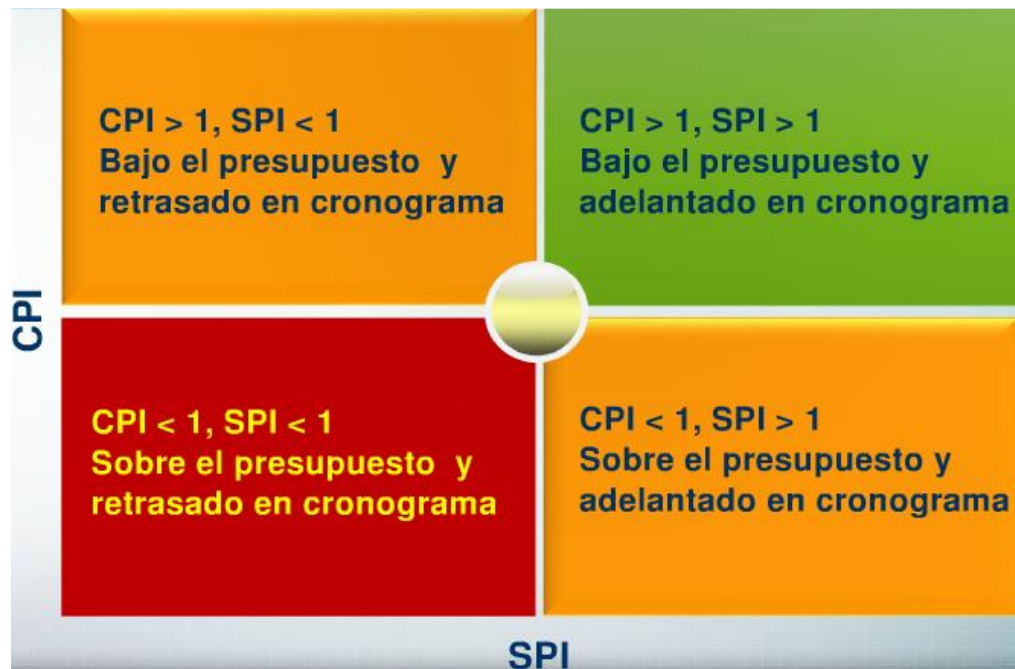 CPI > 1, SPI < 1
Bajo el presupuesto y
retrasado en cronograma
CPI > 1, SPI > 1
Bajo el presupuesto y
adelantado en cronograma
CPI
CPI < 1, SPI < 1
Sobre el presupuesto y
retrasado en cronograma
CPI < 1, SPI > 1
Sobre el presupuesto y
adelantado en cronograma
SPI